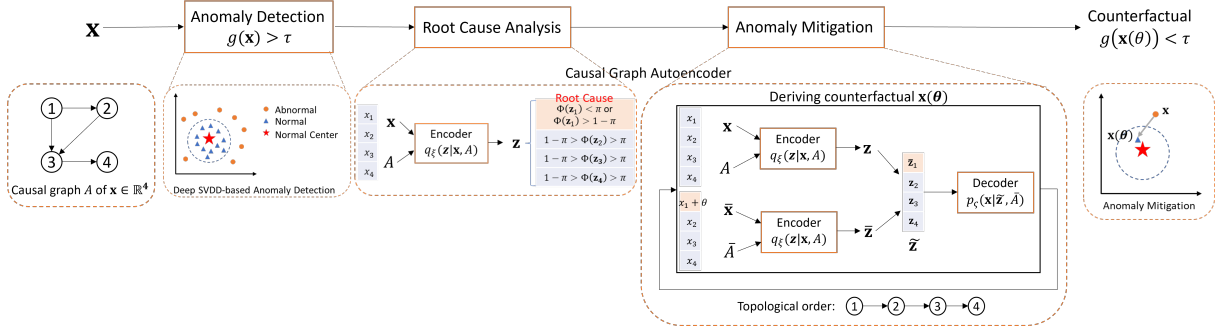 𝐱
Anomaly Detection
g(𝐱) > τ
Root Cause Analysis
Anomaly Mitigation
Counterfactual
g(𝐱(θ)) < τ
1
2
3
4
Causal graph A of 𝐱 ∈ ℝ⁴
Abnormal
Normal
Normal Center
Deep SVDD-based Anomaly Detection
Causal Graph Autoencoder
x₁
x₂
x₃
x₄
𝐱
A
Encoder
q_ξ(𝒛|𝐱, A)
𝐳
Root Cause
Φ(𝐳₁) < π or
Φ(𝐳₁) > 1 − π
1 − π > Φ(𝐳₂) > π
1 − π > Φ(𝐳₃) > π
1 − π > Φ(𝐳₄) > π
Deriving counterfactual 𝐱(𝜽)
x₁
x₂
x₃
x₄
𝐱
A
Encoder
q_ξ(𝒛|𝐱, A)
𝐳
x₁ + θ
x₂
x₃
x₄
𝐱̄
Ā
Encoder
q_ξ(𝒛|𝐱, A)
𝐳̄
𝐳̄₁
𝐳₂
𝐳₃
𝐳₄
𝐳̃
Decoder
p_ς(𝐱|𝐳̃, Ā)
Topological order:
1
2
3
4
𝐱
𝐱(𝜽)
Anomaly Mitigation